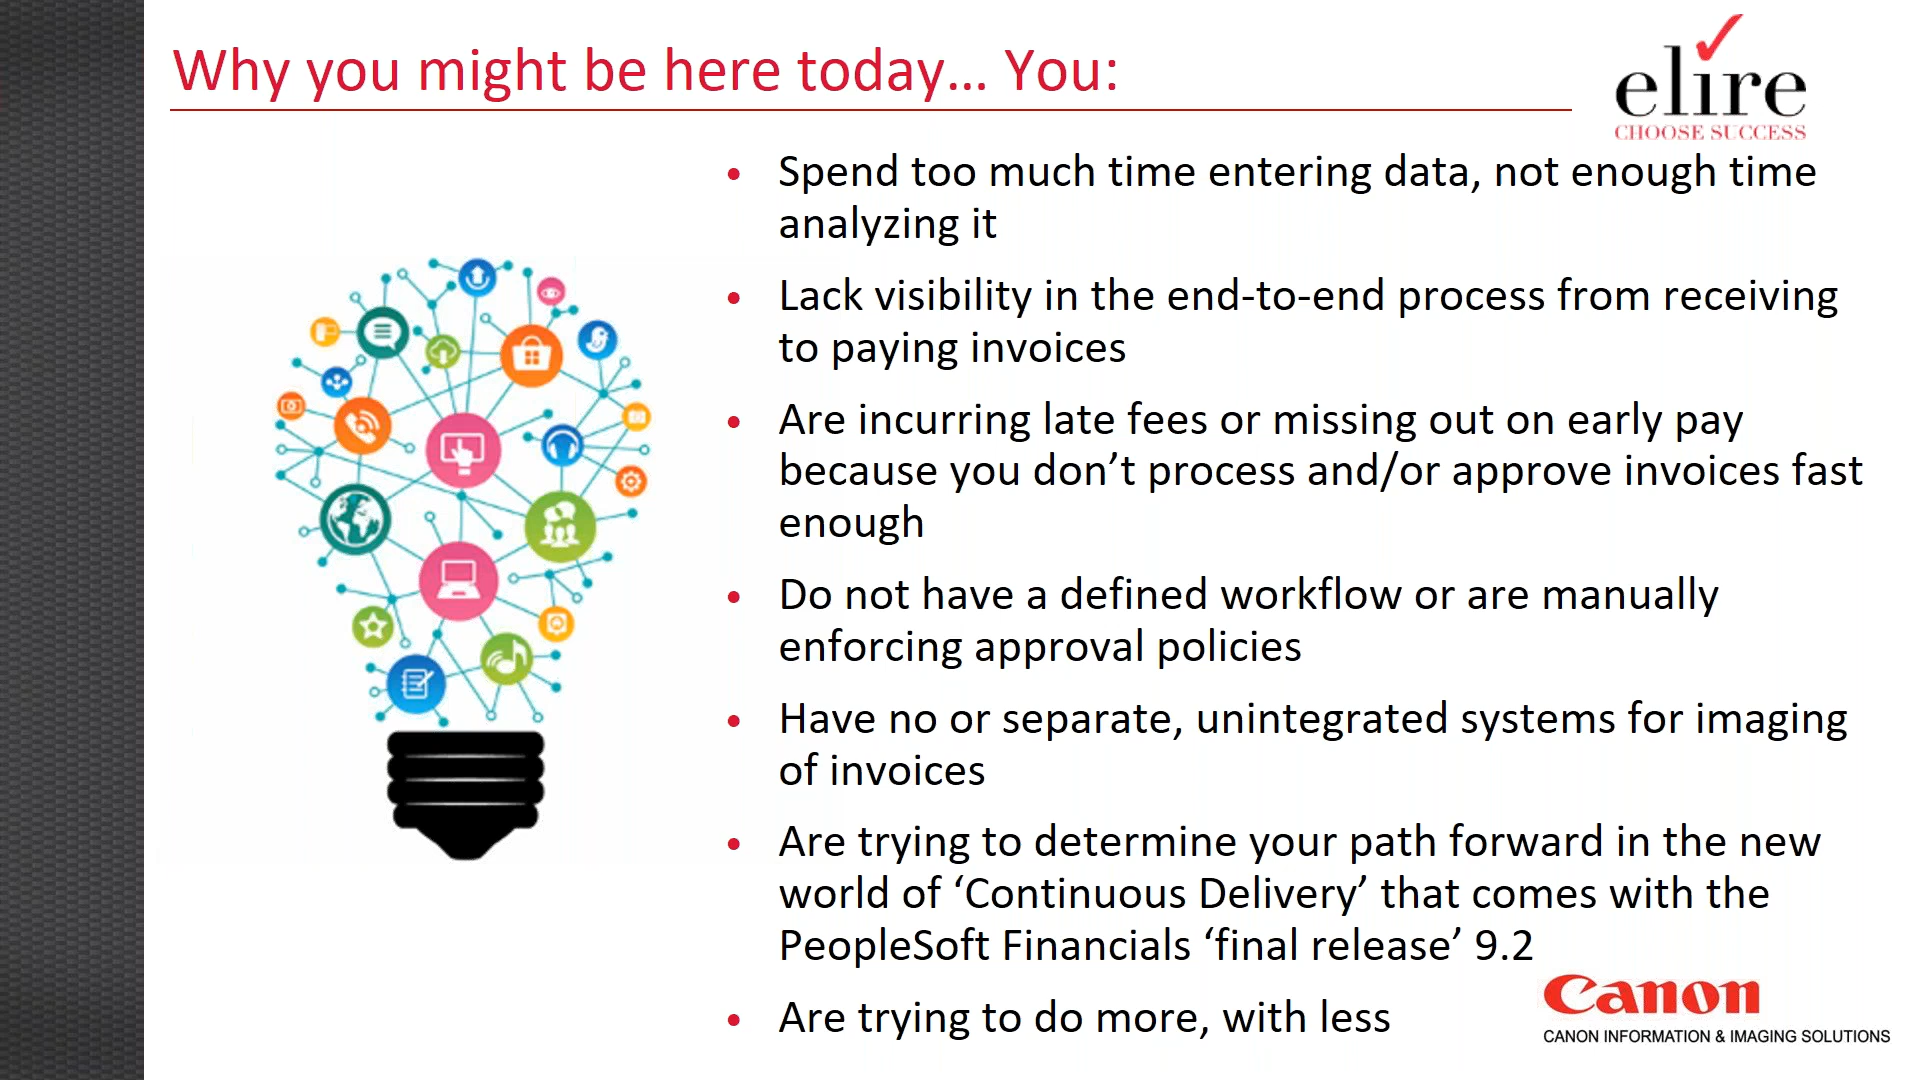 Why you might be here today... You:
elire
CHOOSE SUCCESS
• Spend too much time entering data, not enough time
analyzing it
• Lack visibility in the end-to-end process from receiving
to paying invoices
• Are incurring late fees or missing out on early pay
because you don’t process and/or approve invoices fast
enough
• Do not have a defined workflow or are manually
enforcing approval policies
• Have no or separate, unintegrated systems for imaging
of invoices
• Are trying to determine your path forward in the new
world of ‘Continuous Delivery’ that comes with the
PeopleSoft Financials ‘final release’ 9.2
• Are trying to do more, with less
Canon
CANON INFORMATION & IMAGING SOLUTIONS